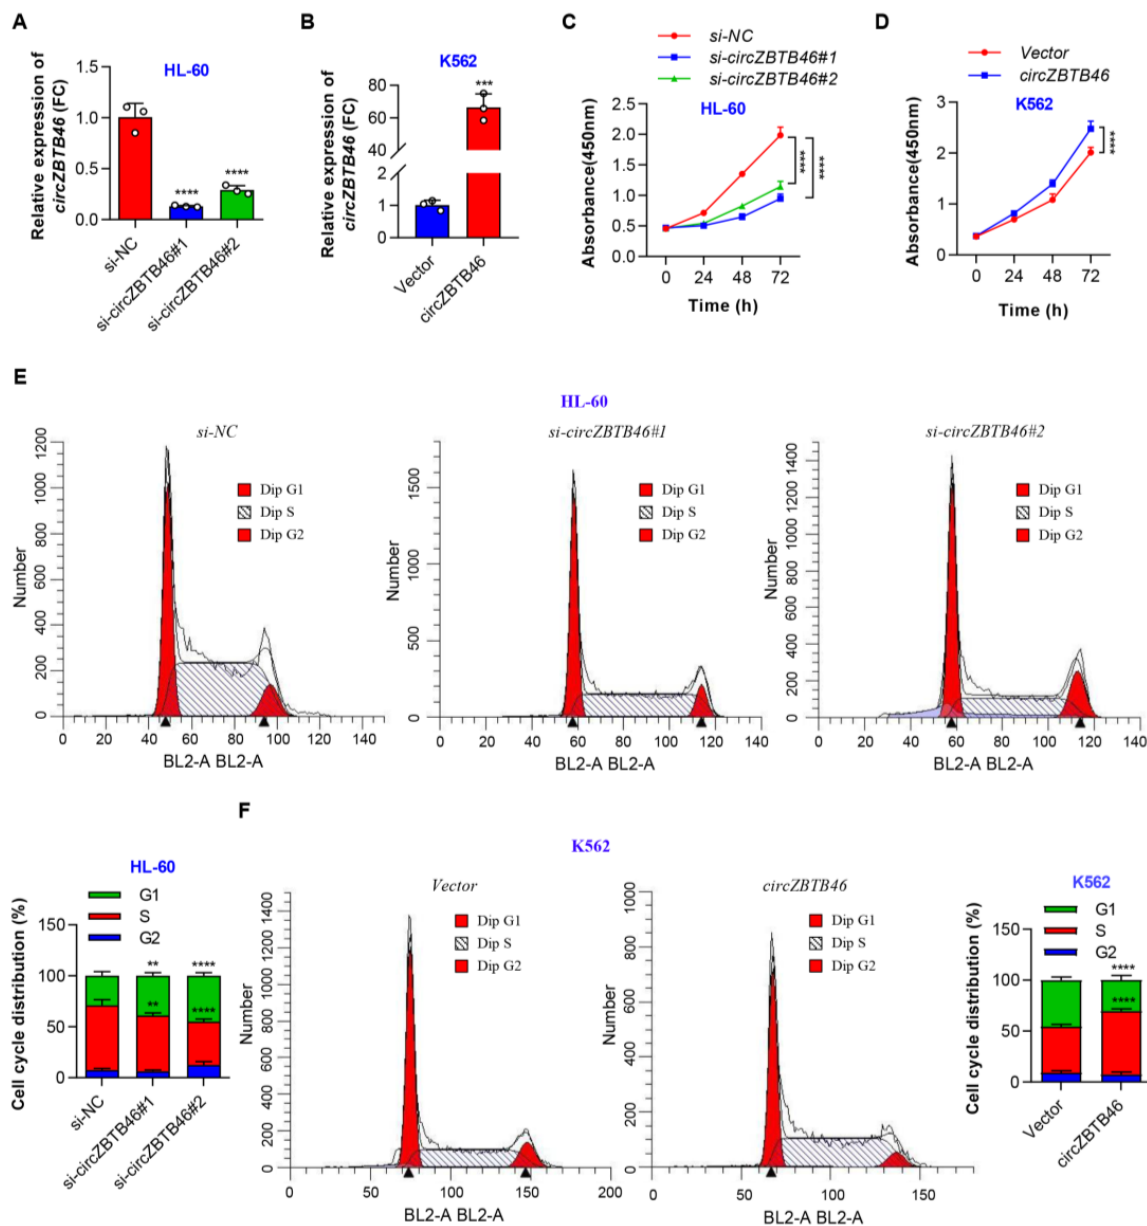 A
HL-60
Relative expression of
circZBTB46 (FC)
1.5
1.0
0.5
0.0
****
****
si-NC
si-circZBTB46#1
si-circZBTB46#2
B
K562
Relative expression of
circZBTB46 (FC)
80
60
40
2
1
0
***
Vector
circZBTB46
C
si-NC
si-circZBTB46#1
si-circZBTB46#2
HL-60
Absorbance(450nm)
2.5
2.0
1.5
1.0
0.5
0.0
****
****
0 24 48 72
Time (h)
D
Vector
circZBTB46
K562
Absorbance(450nm)
3
2
1
0
****
0 24 48 72
Time (h)
E
HL-60
si-NC
Number
1200
1000
800
600
400
200
0
Dip G1
Dip S
Dip G2
0 20 40 60 80 100 120 140
BL2-A BL2-A
si-circZBTB46#1
Number
1500
1000
500
0
Dip G1
Dip S
Dip G2
0 20 40 60 80 100 120 140
BL2-A BL2-A
si-circZBTB46#2
Number
1400
1200
1000
800
600
400
200
0
Dip G1
Dip S
Dip G2
0 20 40 60 80 100 120 140
BL2-A BL2-A
HL-60
G1
S
G2
Cell cycle distribution (%)
150
100
50
0
** ****
** ****
si-NC
si-circZBTB46#1
si-circZBTB46#2
F
K562
Vector
Number
1400
1200
1000
800
600
400
200
0
Dip G1
Dip S
Dip G2
0 50 100 150 200
BL2-A BL2-A
circZBTB46
Number
1000
800
600
400
200
0
Dip G1
Dip S
Dip G2
0 50 100 150
BL2-A BL2-A
K562
G1
S
G2
Cell cycle distribution (%)
150
100
50
0
****
****
Vector
circZBTB46